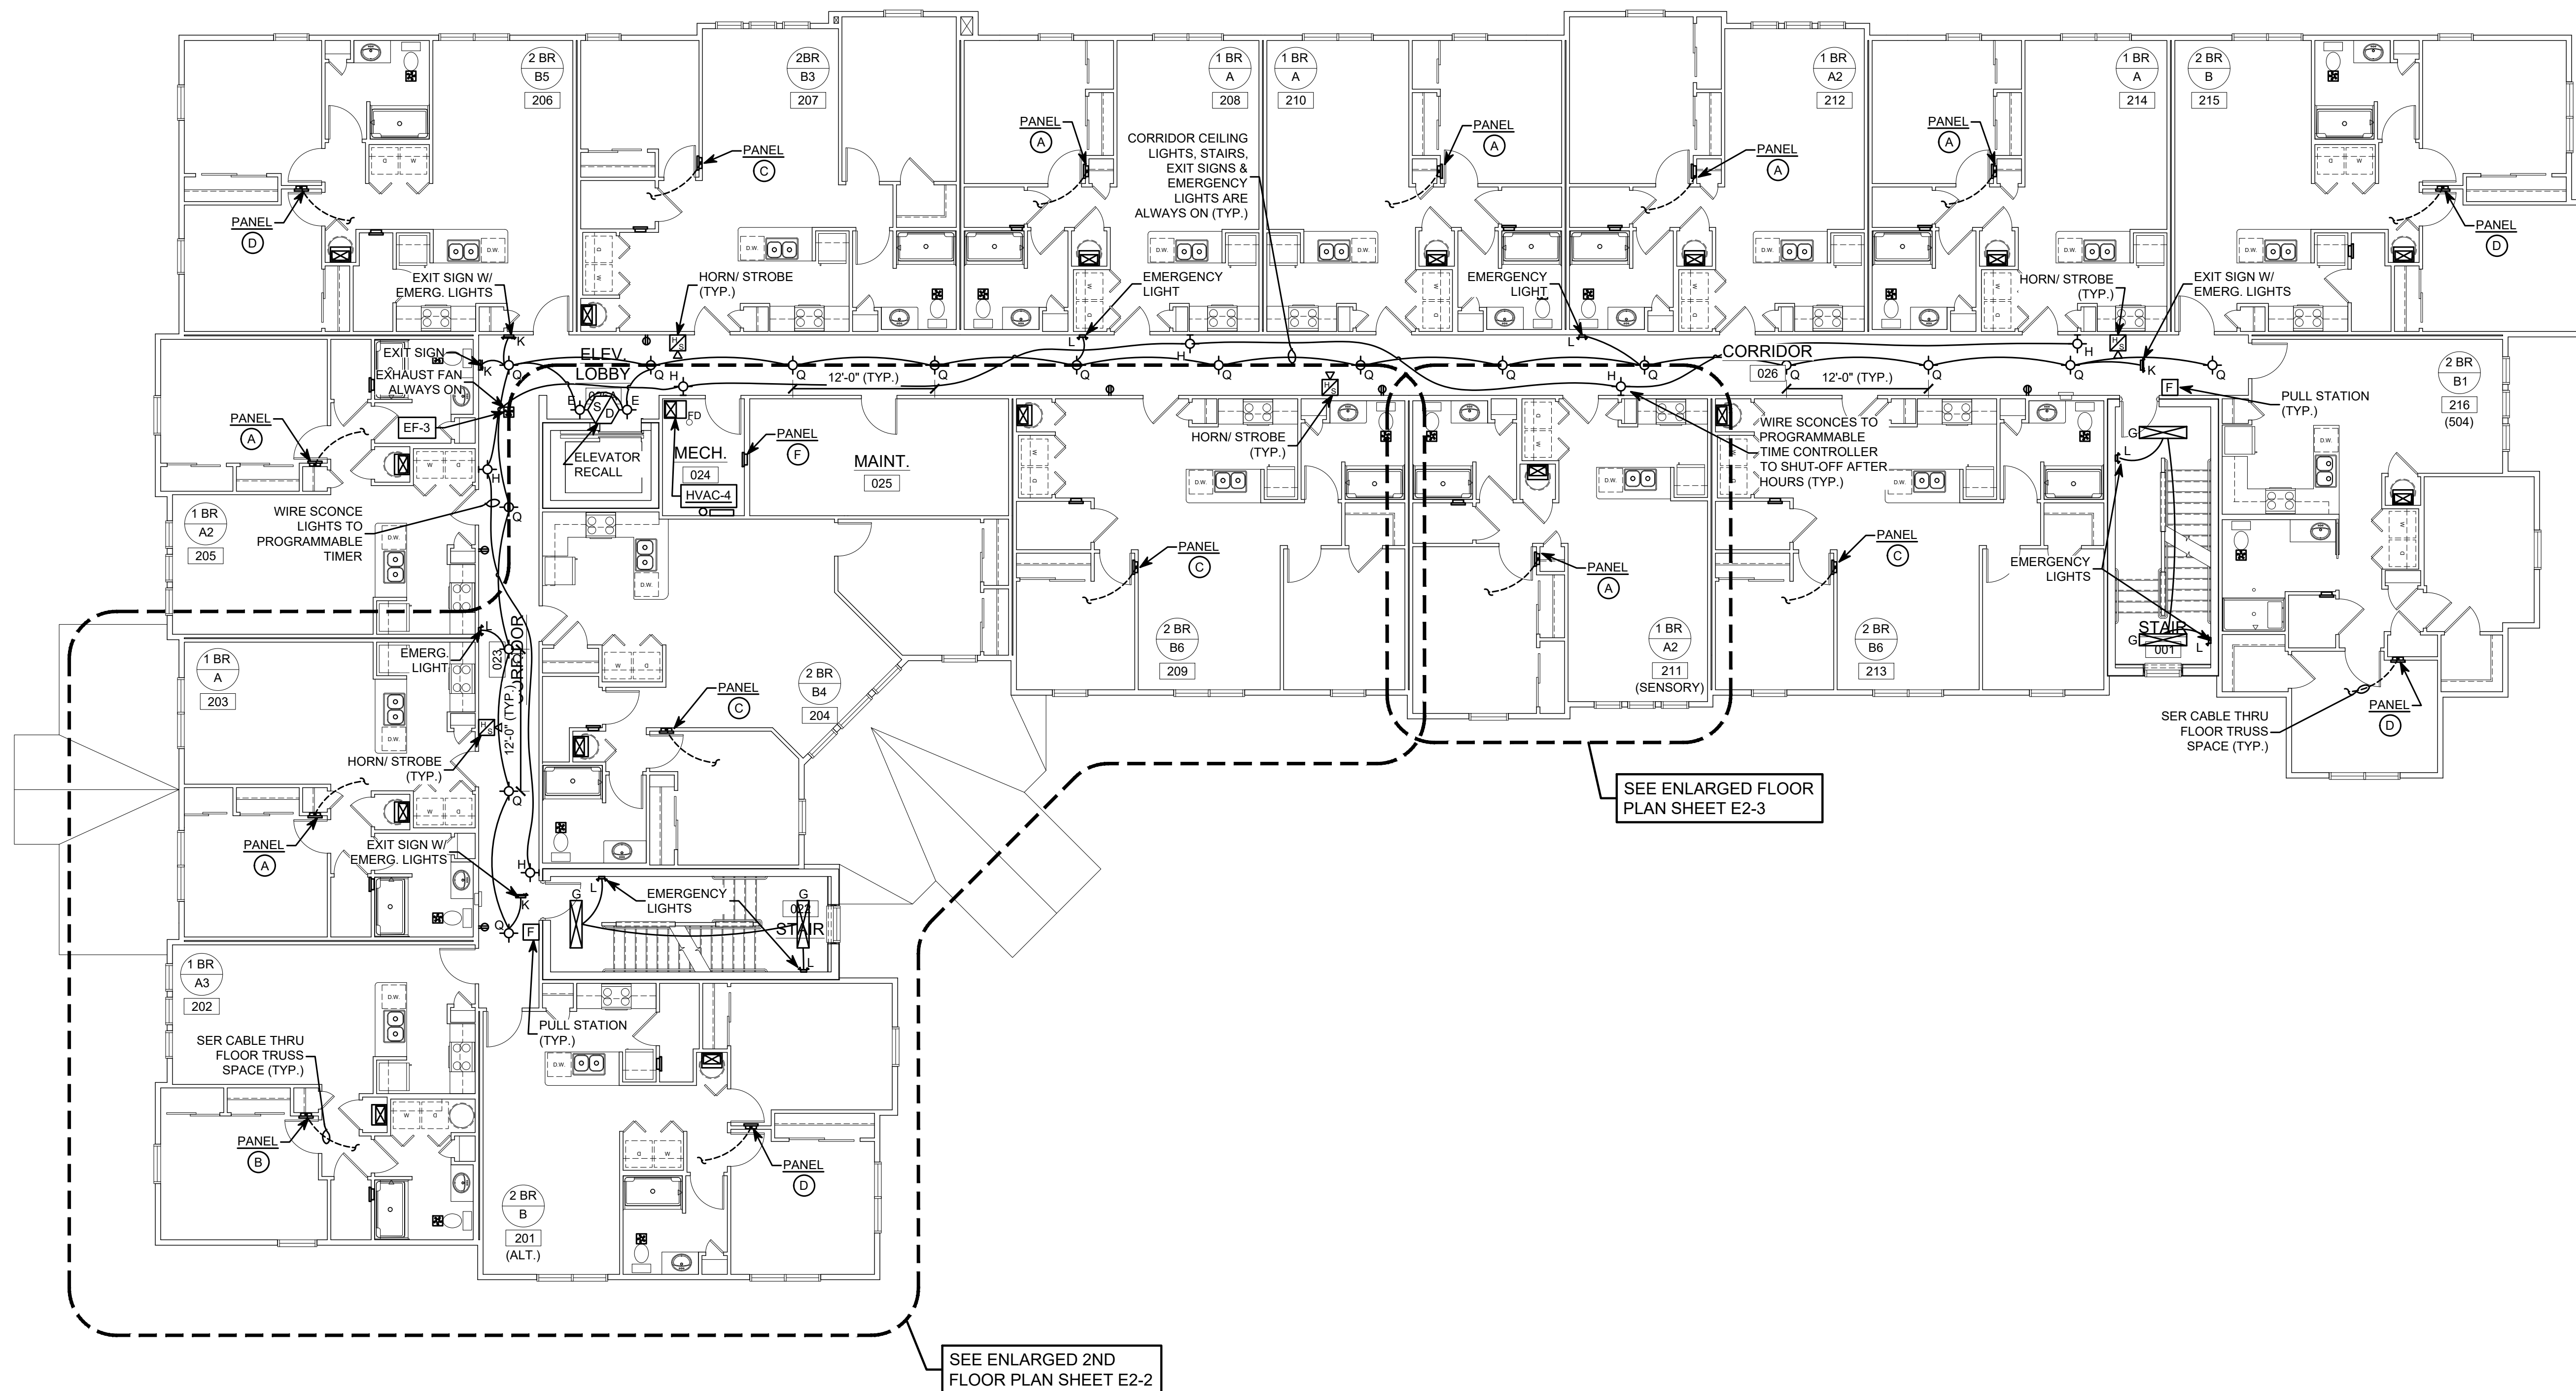 2 BR
B5
206
2BR
B3
207
1 BR
A
208
1 BR
A
210
1 BR
A2
212
1 BR
A
214
2 BR
B
215
PANEL
D
PANEL
C
PANEL
A
CORRIDOR CEILING
LIGHTS, STAIRS,
EXIT SIGNS &
EMERGENCY
LIGHTS ARE
ALWAYS ON (TYP.)
PANEL
A
PANEL
A
PANEL
A
PANEL
D
EXIT SIGN W/
EMERG. LIGHTS
HORN/ STROBE
(TYP.)
EMERGENCY
LIGHT
EMERGENCY
LIGHT
HORN/ STROBE
(TYP.)
EXIT SIGN W/
EMERG. LIGHTS
EXIT SIGN
EXHAUST FAN
ALWAYS ON
ELEV.
LOBBY
12'-0" (TYP.)
CORRIDOR
026
12'-0" (TYP.)
2 BR
B1
216
(504)
PULL STATION
(TYP.)
F
PANEL
A
EF-3
ELEVATOR
RECALL
FD
MECH.
024
HVAC-4
PANEL
F
MAINT.
025
HORN/ STROBE
(TYP.)
WIRE SCONCES TO
PROGRAMMABLE
TIME CONTROLLER
TO SHUT-OFF AFTER
HOURS (TYP.)
1 BR
A2
205
WIRE SCONCE
LIGHTS TO
PROGRAMMABLE
TIMER
PANEL
C
PANEL
A
PANEL
C
EMERGENCY
LIGHTS
STAIR
001
EMERG.
LIGHT
023
CORRIDOR
12'-0" (TYP.)
1 BR
A
203
2 BR
B4
204
2 BR
B6
209
1 BR
A2
211
(SENSORY)
2 BR
B6
213
PANEL
C
PANEL
D
SER CABLE THRU
FLOOR TRUSS
SPACE (TYP.)
HORN/ STROBE
(TYP.)
SEE ENLARGED FLOOR
PLAN SHEET E2-3
PANEL
A
EXIT SIGN W/
EMERG. LIGHTS
EMERGENCY
LIGHTS
022
STAIR
F
1 BR
A3
202
PULL STATION
(TYP.)
SER CABLE THRU
FLOOR TRUSS
SPACE (TYP.)
PANEL
B
PANEL
D
2 BR
B
201
(ALT.)
SEE ENLARGED 2ND
FLOOR PLAN SHEET E2-2